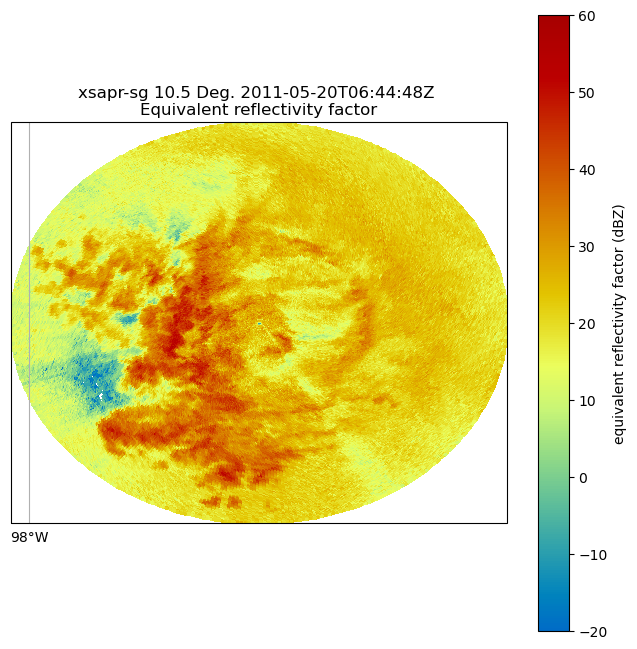 xsapr-sg 10.5 Deg. 2011-05-20T06:44:48Z
Equivalent reflectivity factor
98°W
60
50
40
30
20
10
0
−10
−20
equivalent reflectivity factor (dBZ)